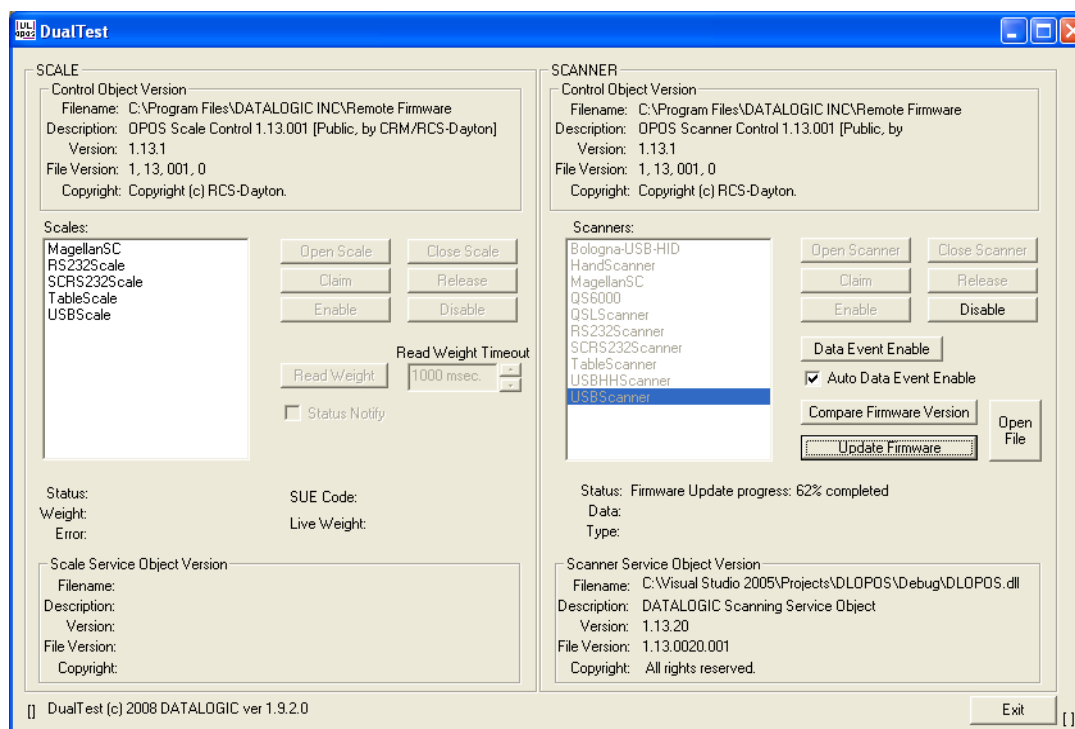 UL opos DualTest
SCALE
Control Object Version
Filename: C:\Program Files\DATALOGIC INC\Remote Firmware
Description: OPOS Scale Control 1.13.001 [Public, by CRM/RCS-Dayton]
Version: 1.13.1
File Version: 1, 13, 001, 0
Copyright: Copyright (c) RCS-Dayton.
Scales:
MagellanSC
RS232Scale
SCRS232Scale
TableScale
USBScale
Open Scale Close Scale
Claim Release
Enable Disable
Read Weight Timeout
Read Weight 1000 msec.
Status Notify
Status:
Weight:
Error:
SUE Code:
Live Weight:
Scale Service Object Version
Filename:
Description:
Version:
File Version:
Copyright:
SCANNER
Control Object Version
Filename: C:\Program Files\DATALOGIC INC\Remote Firmware
Description: OPOS Scanner Control 1.13.001 [Public, by
Version: 1.13.1
File Version: 1, 13, 001, 0
Copyright: Copyright (c) RCS-Dayton.
Scanners:
Bologna-USB-HID
HandScanner
MagellanSC
QS6000
QSLScanner
RS232Scanner
SCRS232Scanner
TableScanner
USBHHScanner
USBScanner
Open Scanner Close Scanner
Claim Release
Enable Disable
Data Event Enable
Auto Data Event Enable
Compare Firmware Version
Update Firmware
Open
File
Status: Firmware Update progress: 62% completed
Data:
Type:
Scanner Service Object Version
Filename: C:\Visual Studio 2005\Projects\DLOPOS\Debug\DLOPOS.dll
Description: DATALOGIC Scanning Service Object
Version: 1.13.20
File Version: 1.13.0020.001
Copyright: All rights reserved.
[] DualTest (c) 2008 DATALOGIC ver 1.9.2.0
Exit
[ ]